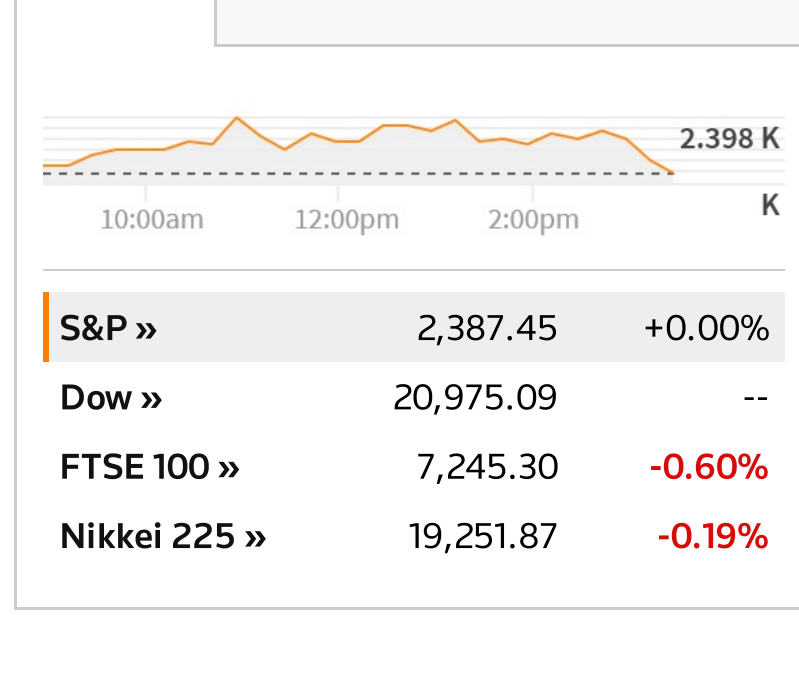 2.398 K
K
10:00am 12:00pm 2:00pm
S&P » 2,387.45 +0.00%
Dow » 20,975.09 --
FTSE 100 » 7,245.30 -0.60%
Nikkei 225 » 19,251.87 -0.19%